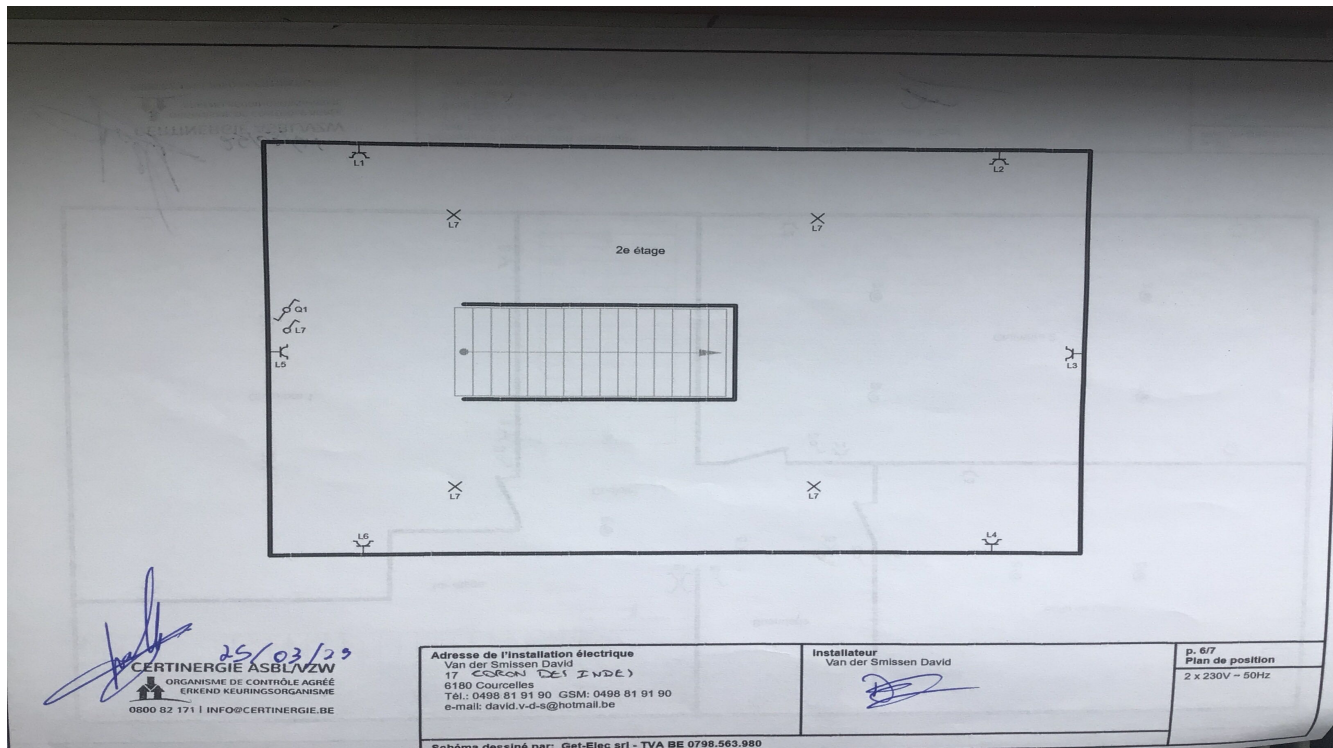 L1
L2
L7
L7
2e étage
Q1
L7
L5
L3
L7
L7
L6
L4
25/03/23
CERTINERGIE ASBL/VZW
ORGANISME DE CONTRÔLE AGRÉÉ
ERKEND KEURINGSORGANISME
0800 82 171 | INFO@CERTINERGIE.BE
Adresse de l'installation électrique
Van der Smissen David
17 CORON DES INDES
6180 Courcelles
Tél.: 0498 81 91 90 GSM: 0498 81 91 90
e-mail: david.v-d-s@hotmail.be
Installateur
Van der Smissen David
p. 6/7
Plan de position
2 x 230V ~ 50Hz
Schéma dessiné par: Get-Elec srl - TVA BE 0798.563.980